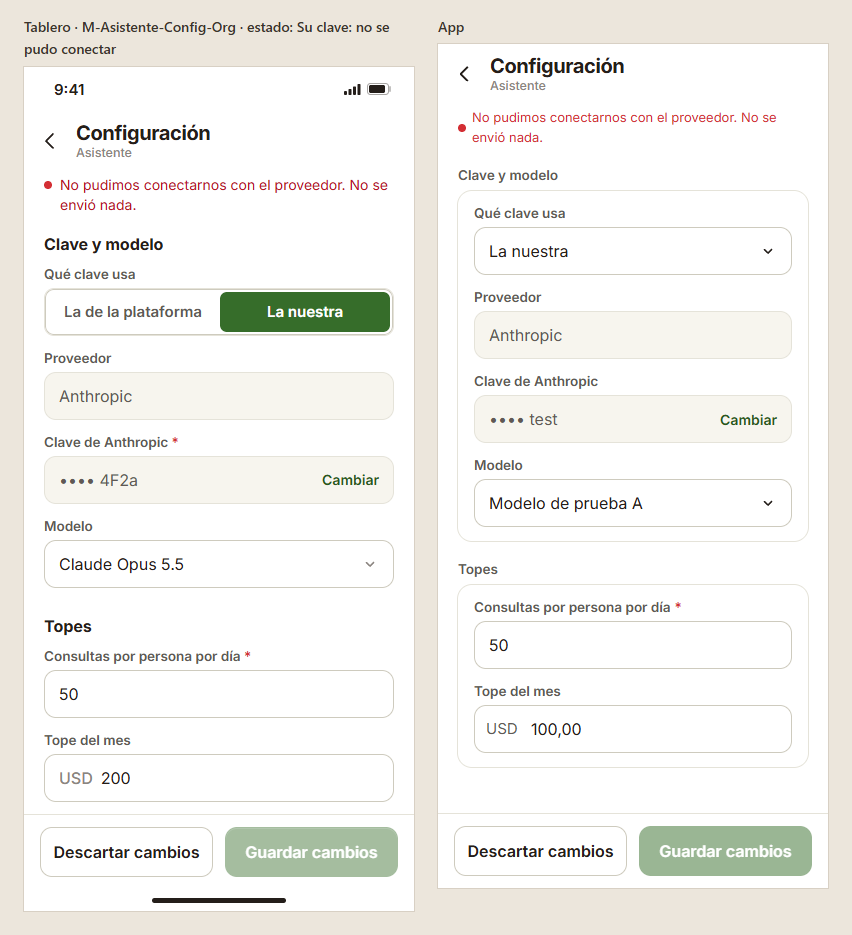 Tablero · M-Asistente-Config-Org · estado: Su clave: no se
pudo conectar
9:41
Configuración
Asistente
No pudimos conectarnos con el proveedor. No se
envió nada.
Clave y modelo
Qué clave usa
La de la plataforma
La nuestra
Proveedor
Anthropic
Clave de Anthropic *
•••• 4F2a
Cambiar
Modelo
Claude Opus 5.5
Topes
Consultas por persona por día *
50
Tope del mes
USD 200
Descartar cambios
Guardar cambios
App
Configuración
Asistente
No pudimos conectarnos con el proveedor. No se
envió nada.
Clave y modelo
Qué clave usa
La nuestra
Proveedor
Anthropic
Clave de Anthropic
•••• test
Cambiar
Modelo
Modelo de prueba A
Topes
Consultas por persona por día *
50
Tope del mes
USD 100,00
Descartar cambios
Guardar cambios